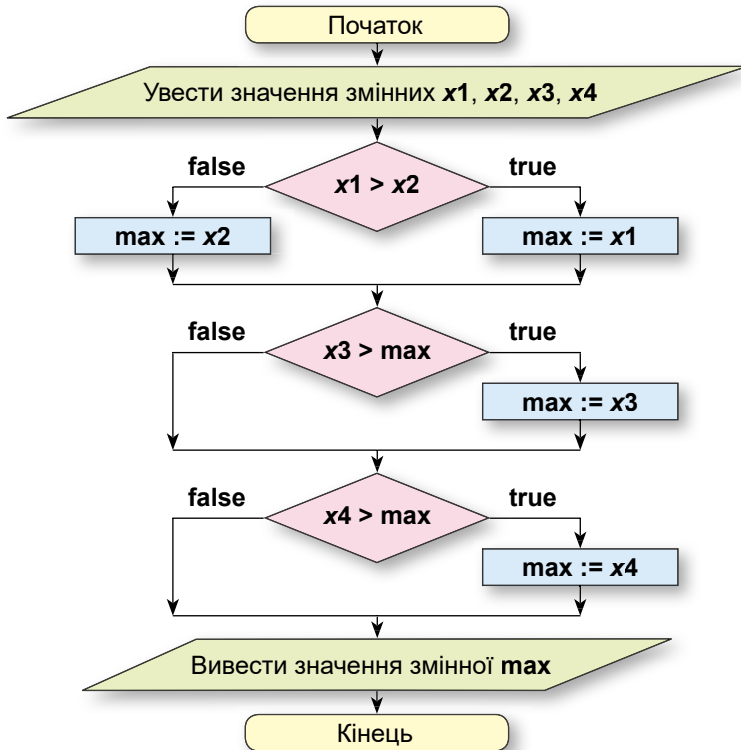 Початок
Увести значення змінних x1, x2, x3, x4
false
true
x1 > x2
max := x2
max := x1
false
true
x3 > max
max := x3
false
true
x4 > max
max := x4
Вивести значення змінної max
Кінець